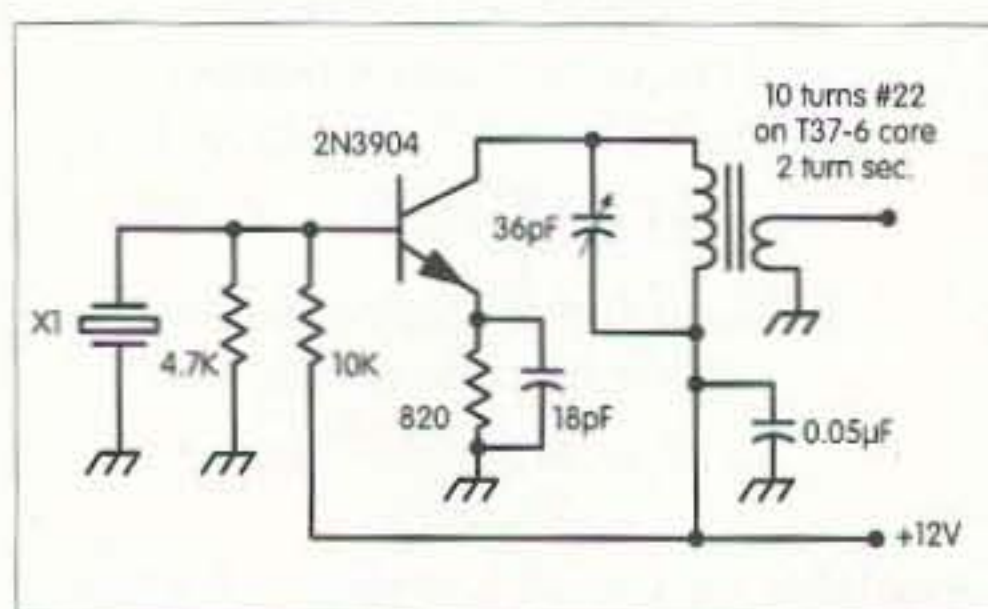 10 turns #22
on T37-6 core
2 turn sec.
2N3904
36pF
X1
4.7K
10K
820
18pF
0.05µF
+12V